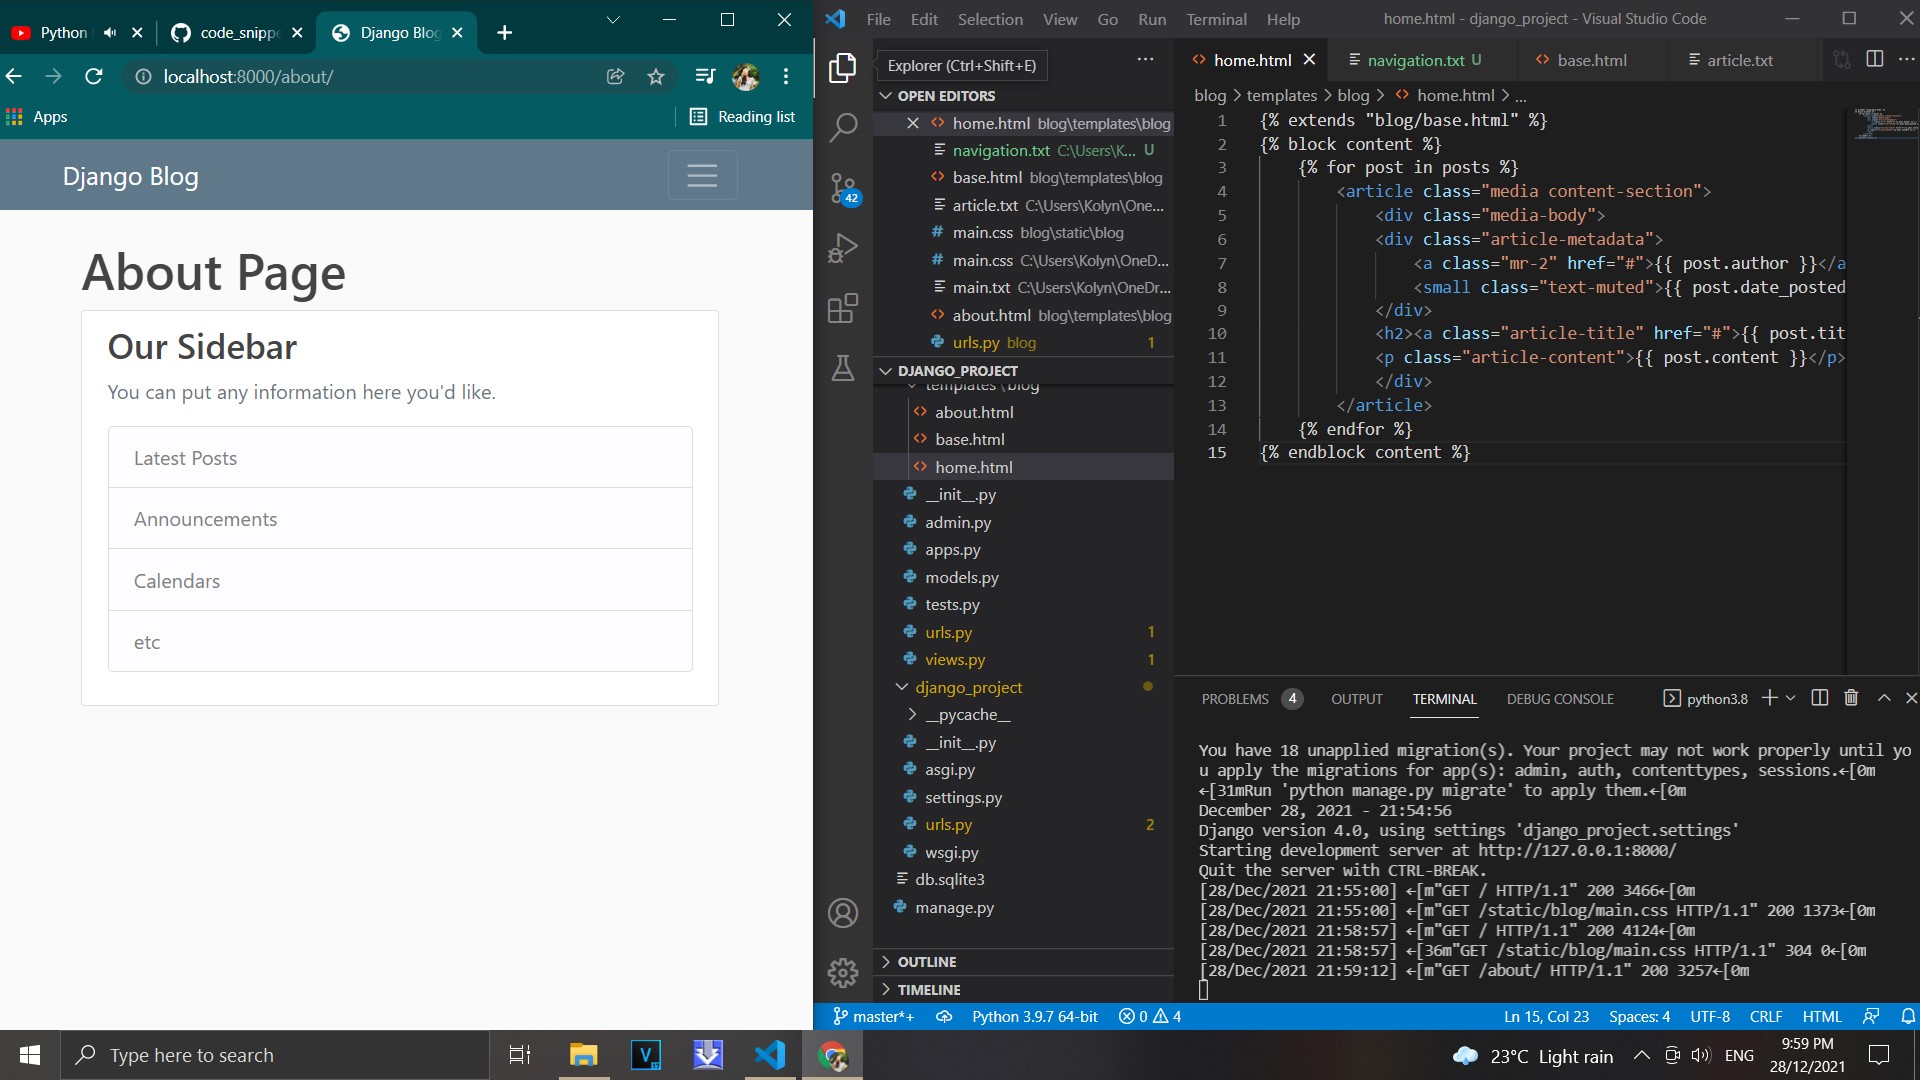 Python
code_snippe
Django Blog
localhost:8000/about/
Apps
Reading list
Django Blog
About Page
Our Sidebar
You can put any information here you'd like.
Latest Posts
Announcements
Calendars
etc
File Edit Selection View Go Run Terminal Help
home.html - django_project - Visual Studio Code
Explorer (Ctrl+Shift+E)
OPEN EDITORS
home.html blog\templates\blog
navigation.txt C:\Users\K... U
base.html blog\templates\blog
article.txt C:\Users\Kolyn\One...
main.css blog\static\blog
main.css C:\Users\Kolyn\OneD...
main.txt C:\Users\Kolyn\OneDr...
about.html blog\templates\blog
urls.py blog 1
42
DJANGO_PROJECT
templates \ blog
about.html
base.html
home.html
__init__.py
admin.py
apps.py
models.py
tests.py
urls.py 1
views.py 1
django_project
__pycache__
__init__.py
asgi.py
settings.py
urls.py 2
wsgi.py
db.sqlite3
manage.py
OUTLINE
TIMELINE
home.html
navigation.txt U
base.html
article.txt
blog > templates > blog > home.html > ...
1 {% extends "blog/base.html" %}
2 {% block content %}
3 {% for post in posts %}
4 <article class="media content-section">
5 <div class="media-body">
6 <div class="article-metadata">
7 <a class="mr-2" href="#">{{ post.author }}</a
8 <small class="text-muted">{{ post.date_posted
9 </div>
10 <h2><a class="article-title" href="#">{{ post.tit
11 <p class="article-content">{{ post.content }}</p>
12 </div>
13 </article>
14 {% endfor %}
15 {% endblock content %}
PROBLEMS 4 OUTPUT TERMINAL DEBUG CONSOLE python3.8
You have 18 unapplied migration(s). Your project may not work properly until yo
u apply the migrations for app(s): admin, auth, contenttypes, sessions.←[0m
←[31mRun 'python manage.py migrate' to apply them.←[0m
December 28, 2021 - 21:54:56
Django version 4.0, using settings 'django_project.settings'
Starting development server at http://127.0.0.1:8000/
Quit the server with CTRL-BREAK.
[28/Dec/2021 21:55:00] ←[m"GET / HTTP/1.1" 200 3466←[0m
[28/Dec/2021 21:55:00] ←[m"GET /static/blog/main.css HTTP/1.1" 200 1373←[0m
[28/Dec/2021 21:58:57] ←[m"GET / HTTP/1.1" 200 4124←[0m
[28/Dec/2021 21:58:57] ←[36m"GET /static/blog/main.css HTTP/1.1" 304 0←[0m
[28/Dec/2021 21:59:12] ←[m"GET /about/ HTTP/1.1" 200 3257←[0m
master*+ Python 3.9.7 64-bit 0 4 Ln 15, Col 23 Spaces: 4 UTF-8 CRLF HTML
Type here to search
23°C Light rain
ENG
9:59 PM
28/12/2021